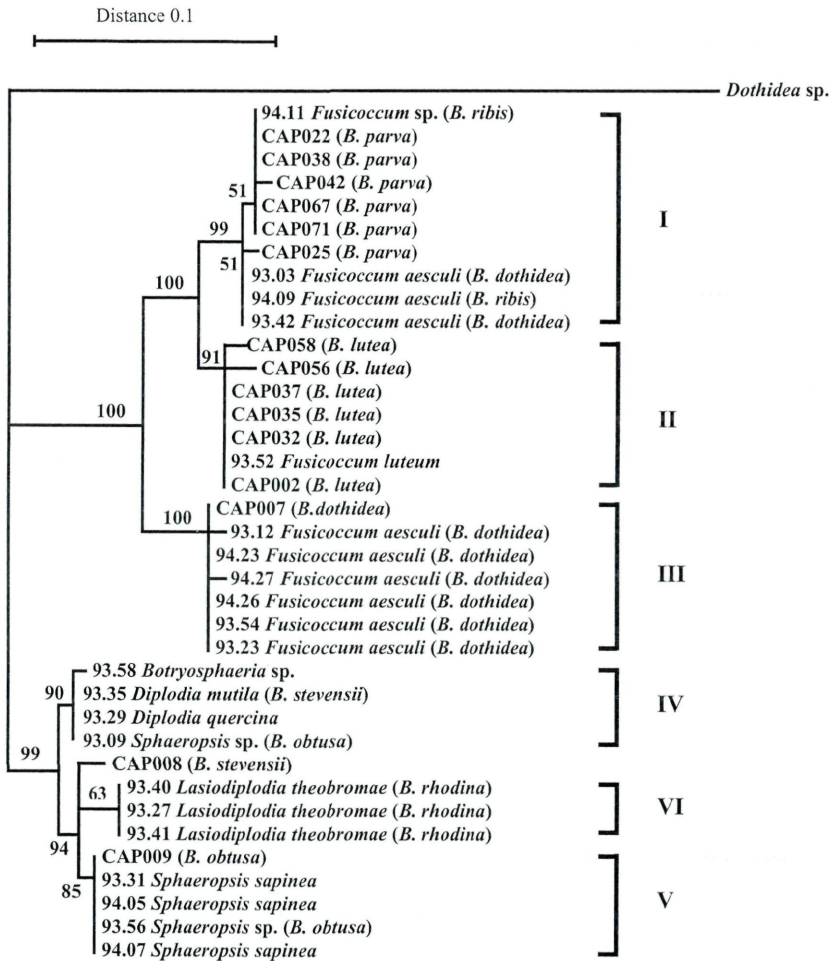 Distance 0.1
Dothidea sp.
94.11 Fusicoccum sp. (B. ribis)
CAP022 (B. parva)
CAP038 (B. parva)
CAP042 (B. parva)
51
CAP067 (B. parva)
CAP071 (B. parva)
I
99
CAP025 (B. parva)
51
93.03 Fusicoccum aesculi (B. dothidea)
100
94.09 Fusicoccum aesculi (B. ribis)
93.42 Fusicoccum aesculi (B. dothidea)
CAP058 (B. lutea)
91
CAP056 (B. lutea)
CAP037 (B. lutea)
100
CAP035 (B. lutea)
II
CAP032 (B. lutea)
93.52 Fusicoccum luteum
CAP002 (B. lutea)
CAP007 (B.dothidea)
100
93.12 Fusicoccum aesculi (B. dothidea)
94.23 Fusicoccum aesculi (B. dothidea)
94.27 Fusicoccum aesculi (B. dothidea)
III
94.26 Fusicoccum aesculi (B. dothidea)
93.54 Fusicoccum aesculi (B. dothidea)
93.23 Fusicoccum aesculi (B. dothidea)
93.58 Botryosphaeria sp.
90
93.35 Diplodia mutila (B. stevensii)
IV
93.29 Diplodia quercina
93.09 Sphaeropsis sp. (B. obtusa)
99
CAP008 (B. stevensii)
93.40 Lasiodiplodia theobromae (B. rhodina)
63
93.27 Lasiodiplodia theobromae (B. rhodina)
VI
93.41 Lasiodiplodia theobromae (B. rhodina)
94
CAP009 (B. obtusa)
93.31 Sphaeropsis sapinea
85
94.05 Sphaeropsis sapinea
V
93.56 Sphaeropsis sp. (B. obtusa)
94.07 Sphaeropsis sapinea